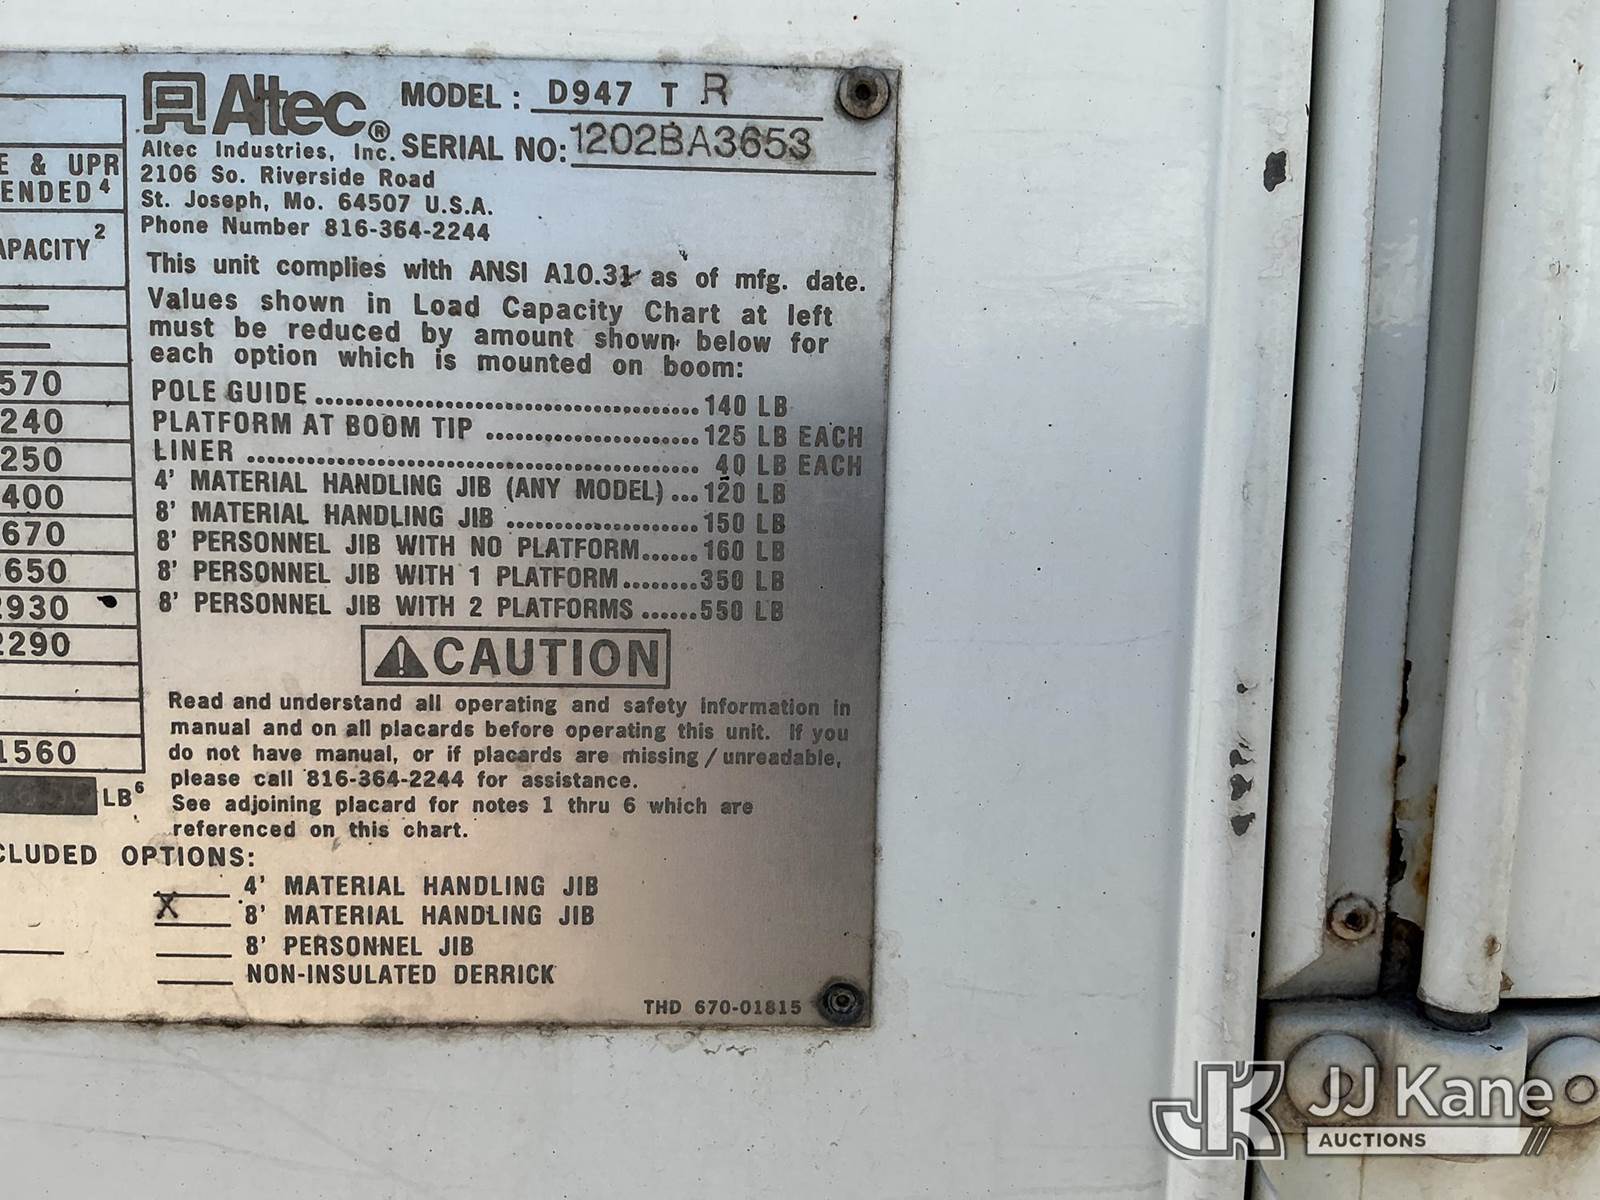 Altec® MODEL: D947 T R
Altec Industries, Inc. SERIAL NO: 1202BA3653
2106 So. Riverside Road
St. Joseph, Mo. 64507 U.S.A.
Phone Number 816-364-2244
This unit complies with ANSI A10.31 as of mfg. date.
Values shown in Load Capacity Chart at left
must be reduced by amount shown below for
each option which is mounted on boom:
POLE GUIDE ........ 140 LB
PLATFORM AT BOOM TIP ........ 125 LB EACH
LINER ........ 40 LB EACH
4' MATERIAL HANDLING JIB (ANY MODEL) ... 120 LB
8' MATERIAL HANDLING JIB ........ 150 LB
8' PERSONNEL JIB WITH NO PLATFORM...... 160 LB
8' PERSONNEL JIB WITH 1 PLATFORM........ 350 LB
8' PERSONNEL JIB WITH 2 PLATFORMS ...... 550 LB
CAUTION
Read and understand all operating and safety information in
manual and on all placards before operating this unit. If you
do not have manual, or if placards are missing / unreadable,
please call 816-364-2244 for assistance.
See adjoining placard for notes 1 thru 6 which are
referenced on this chart.
E & UPR
ENDED 4
APACITY 2
570
240
250
400
670
650
2930
2290
1560
LB 6
CLUDED OPTIONS:
4' MATERIAL HANDLING JIB
X 8' MATERIAL HANDLING JIB
8' PERSONNEL JIB
NON-INSULATED DERRICK
THD 670-01815
JK JJ Kane
AUCTIONS